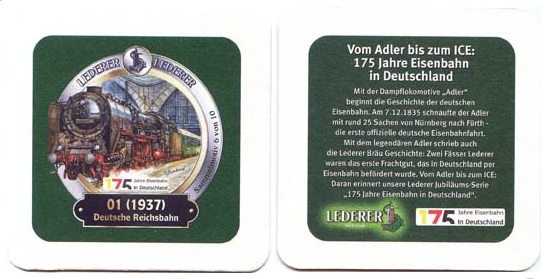 LEDERER LEDERER
Sammelmotiv 9 von 10
175 Jahre Eisenbahn
in Deutschland
01 (1937)
Deutsche Reichsbahn
Vom Adler bis zum ICE:
175 Jahre Eisenbahn
in Deutschland
Mit der Dampflokomotive „Adler“
beginnt die Geschichte der deutschen
Eisenbahn. Am 7.12.1835 schnaufte der Adler
mit rund 25 Sachen von Nürnberg nach Fürth -
die erste offizielle deutsche Eisenbahnfahrt.
Mit dem legendären Adler schrieb auch
die Lederer Bräu Geschichte: Zwei Fässer Lederer
waren das erste Frachtgut, das in Deutschland per
Eisenbahn befördert wurde. Vom Adler bis zum ICE:
Daran erinnert unsere Lederer Jubiläums-Serie
„175 Jahre Eisenbahn in Deutschland“.
LEDERER
175 Jahre Eisenbahn
in Deutschland